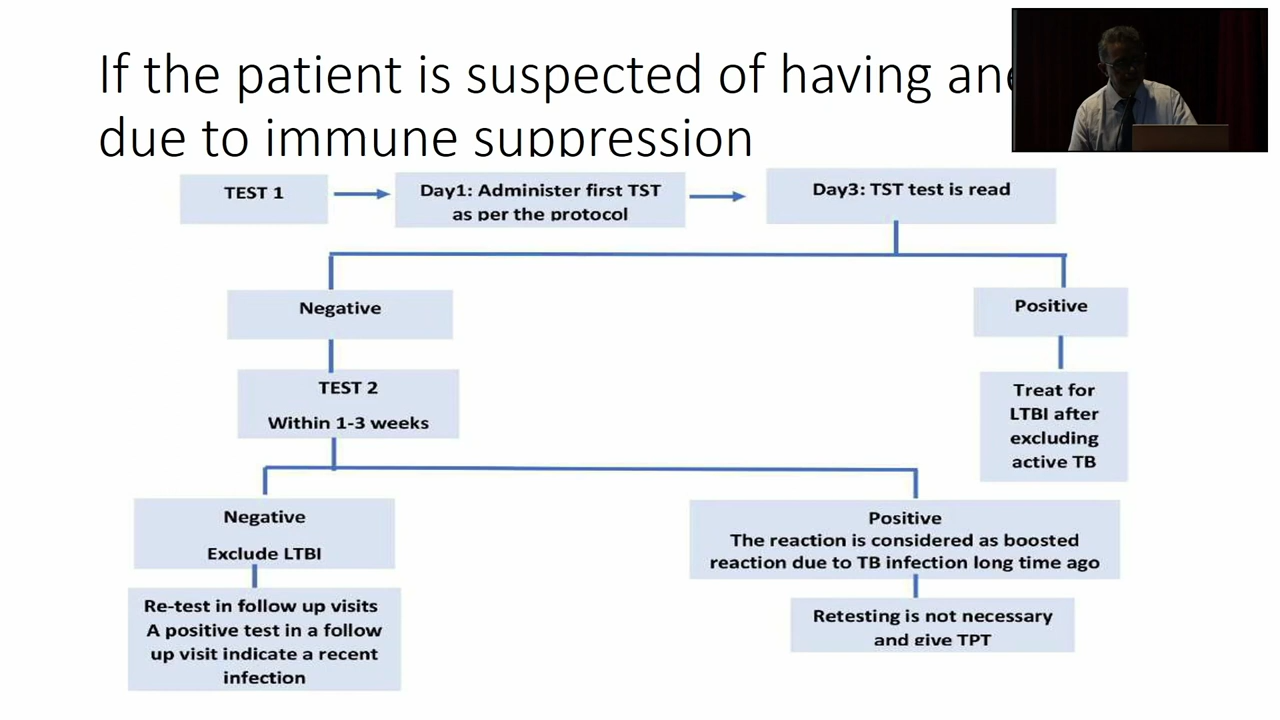 If the patient is suspected of having
due to immune suppression
TEST 1
Day1: Administer first TST
as per the protocol
Day3: TST test is read
Negative
Positive
TEST 2
Within 1-3 weeks
Treat for
LTBI after
excluding
active TB
Negative
Exclude LTBI
Positive
The reaction is considered as boosted
reaction due to TB infection long time ago
Re-test in follow up visits
A positive test in a follow
up visit indicate a recent
infection
Retesting is not necessary
and give TPT